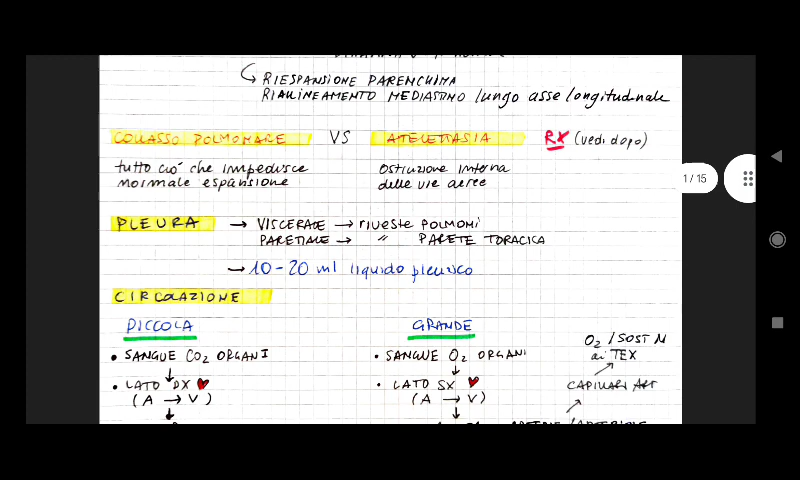 ↳ RIESPANSIONE PARENCHIMA
RIALLINEAMENTO MEDIASTINO lungo asse longitudinale
COLLASSO POLMONARE VS ATELETTASIA RX (vedi dopo)
tutto ciò che impedisce
normale espansione
Ostruzione interna
delle vie aeree
1/15
PLEURA → VISCERALE → riveste POLMONI
PARETALE → " PARETE TORACICA
→ 10-20 ml liquido pleurico
CIRCOLAZIONE
PICCOLA
• SANGUE CO2 ORGANI
↓
• LATO DX ♥
(A → V)
↓
GRANDE
• SANGUE O2 ORGANI
↓
• LATO SX ♥
(A → V)
↓
O2 / SOST N
ai TEX
↗
CAPILLARI ART
↗